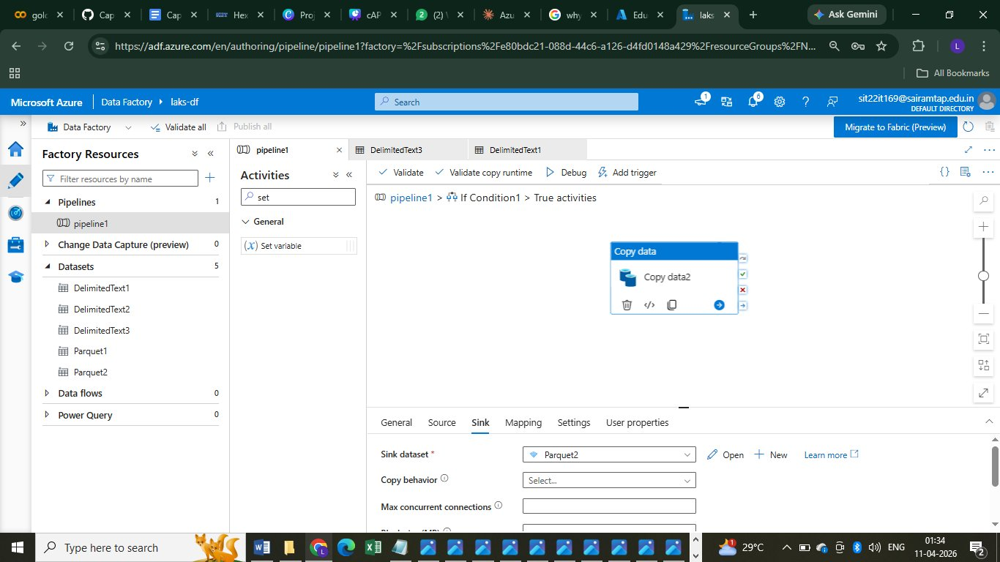 golc
Cap
Cap
Hex
Proj
cAP
2
(2) \
Azu
why
Edu
laks
Ask Gemini
https://adf.azure.com/en/authoring/pipeline/pipeline1?factory=%2Fsubscriptions%2Fe80bdc21-088d-44c6-a126-d4fd0148a429%2FresourceGroups%2FN...
L
All Bookmarks
Microsoft Azure
Data Factory
laks-df
Search
1
6
sit22it169@sairamtap.edu.in
DEFAULT DIRECTORY
Data Factory
Validate all
Publish all
Migrate to Fabric (Preview)
Factory Resources
Filter resources by name
Pipelines 1
pipeline1
Change Data Capture (preview) 0
Datasets 5
DelimitedText1
DelimitedText2
DelimitedText3
Parquet1
Parquet2
Data flows 0
Power Query 0
pipeline1
DelimitedText3
DelimitedText1
Activities
set
General
(x) Set variable
Validate
Validate copy runtime
Debug
Add trigger
{}
pipeline1 > If Condition1 > True activities
Copy data
Copy data2
General
Source
Sink
Mapping
Settings
User properties
Sink dataset *
Parquet2
Open
New
Learn more
Copy behavior
Select...
Max concurrent connections
Type here to search
1
29°C
ENG
01:34
11-04-2026
2